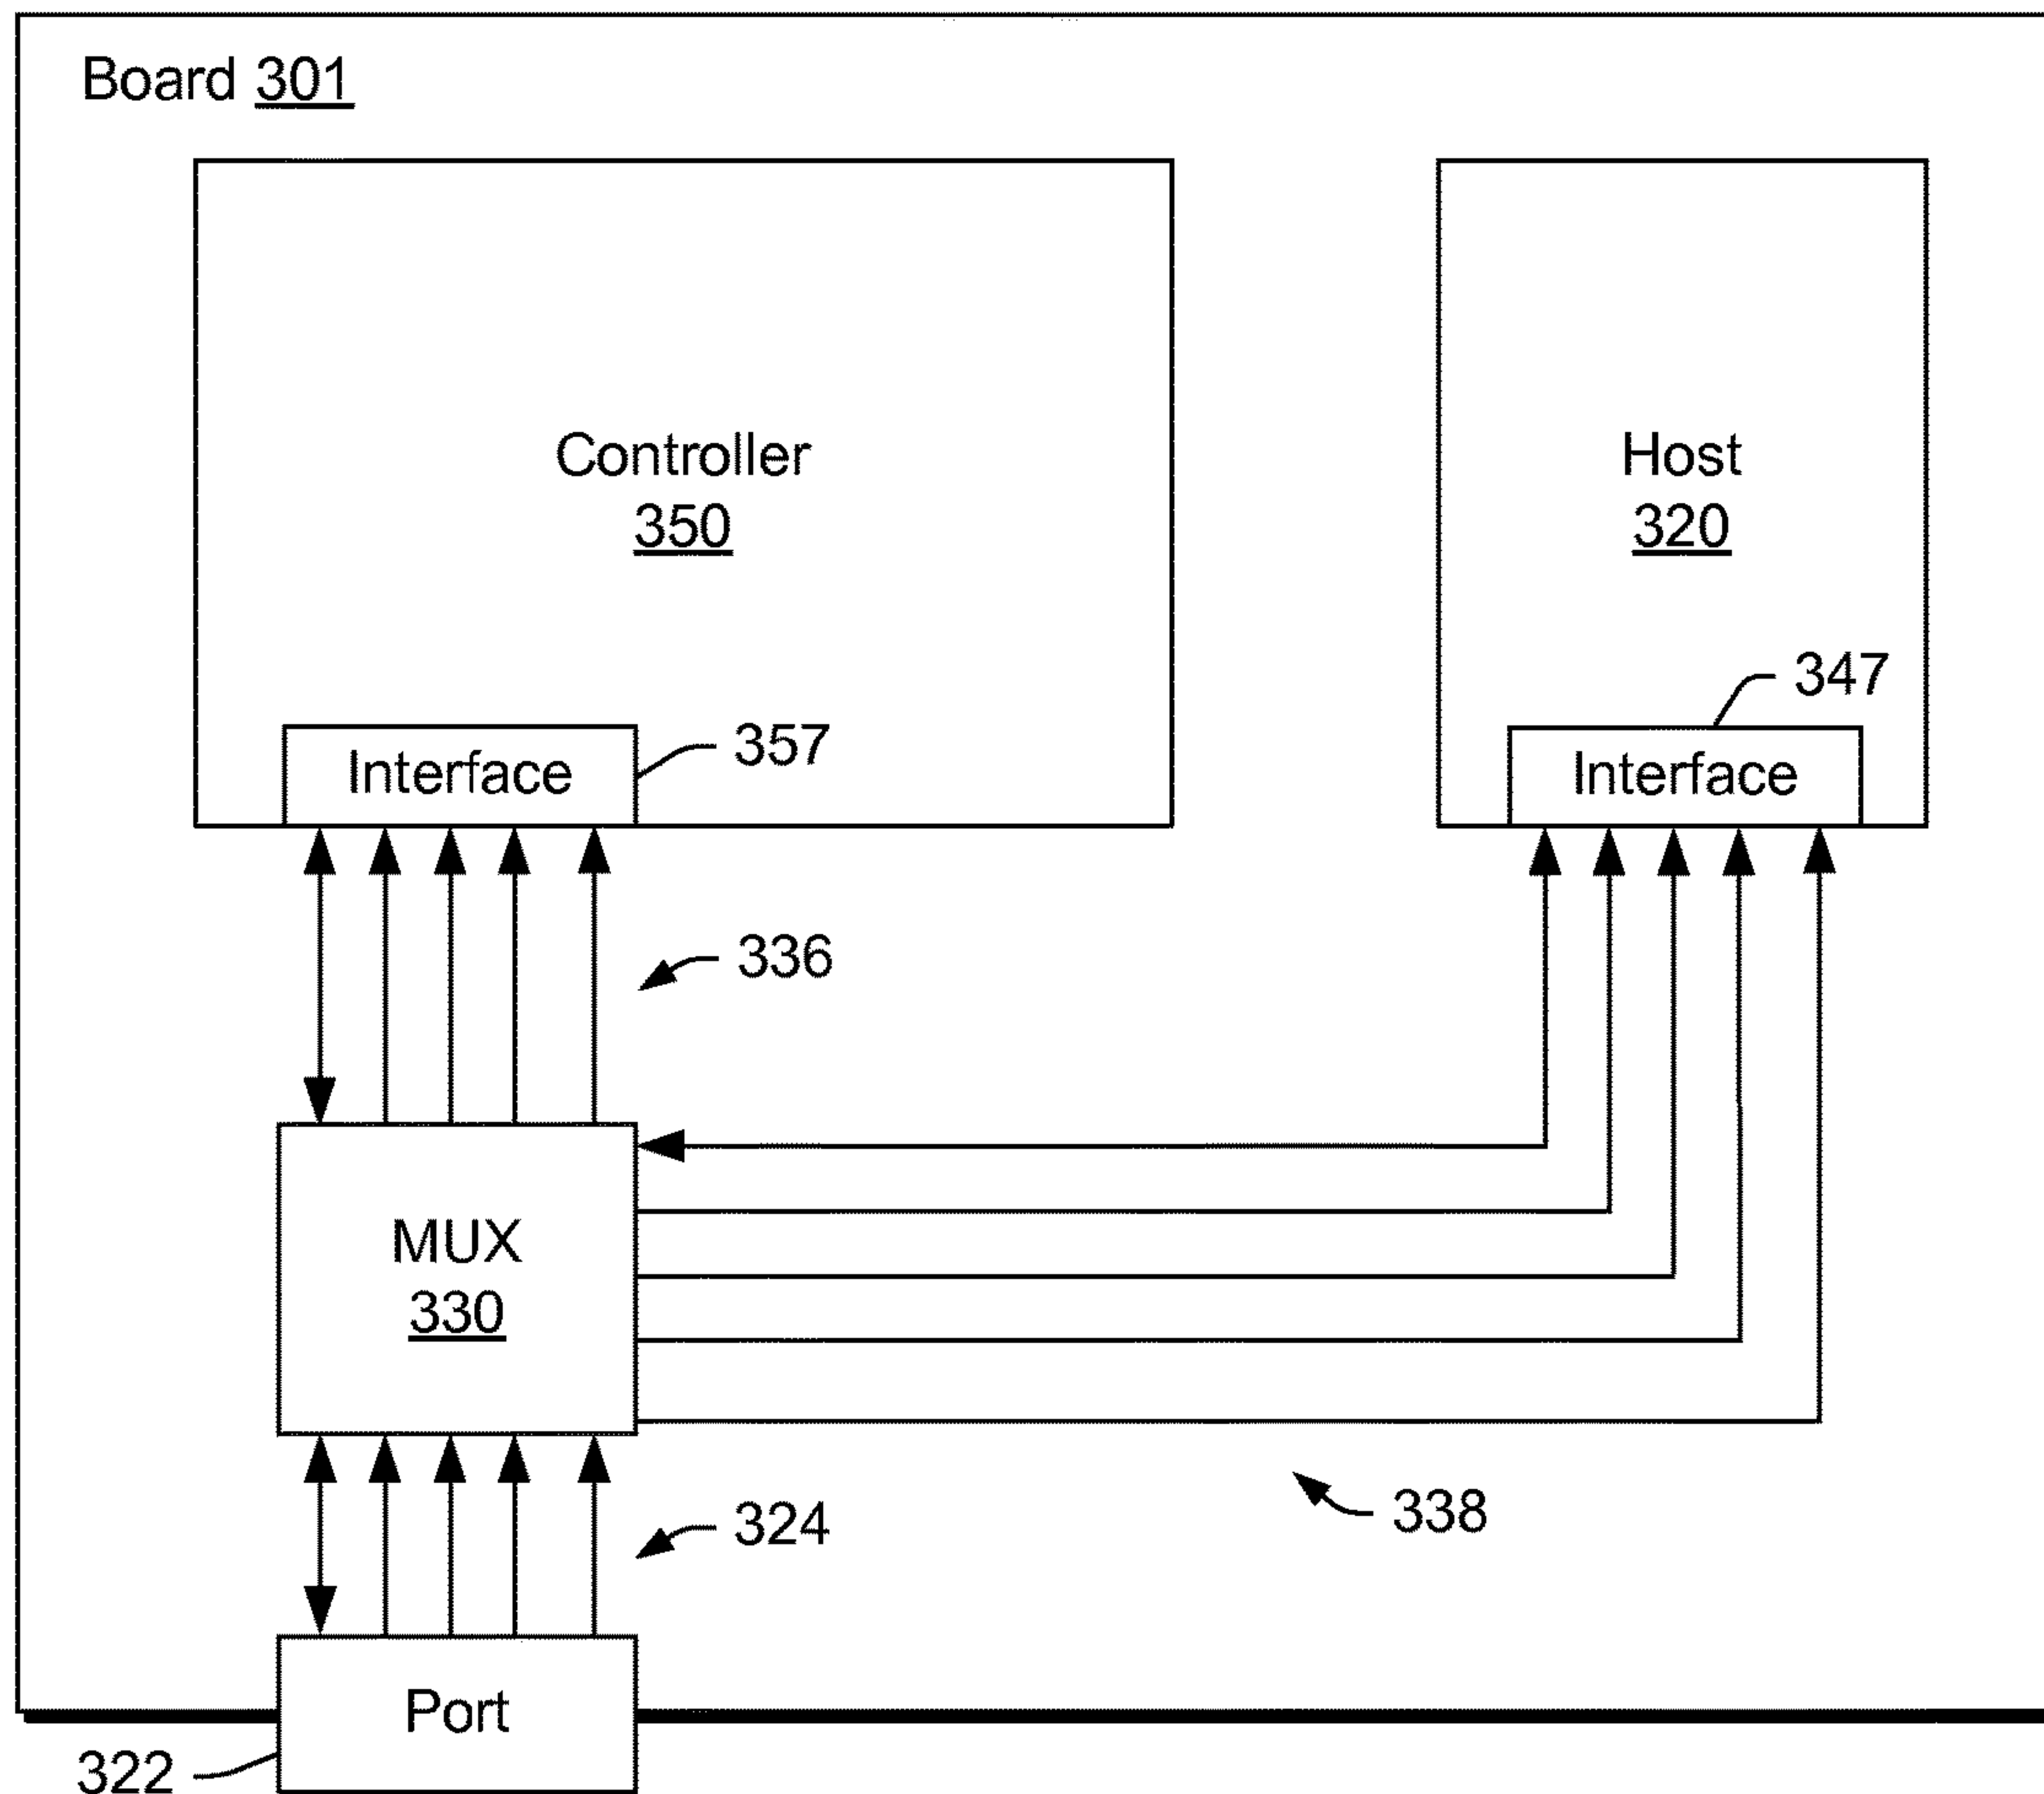 Board 301
Controller
350
Host
320
347
Interface
357
Interface
336
MUX
330
338
324
Port
322